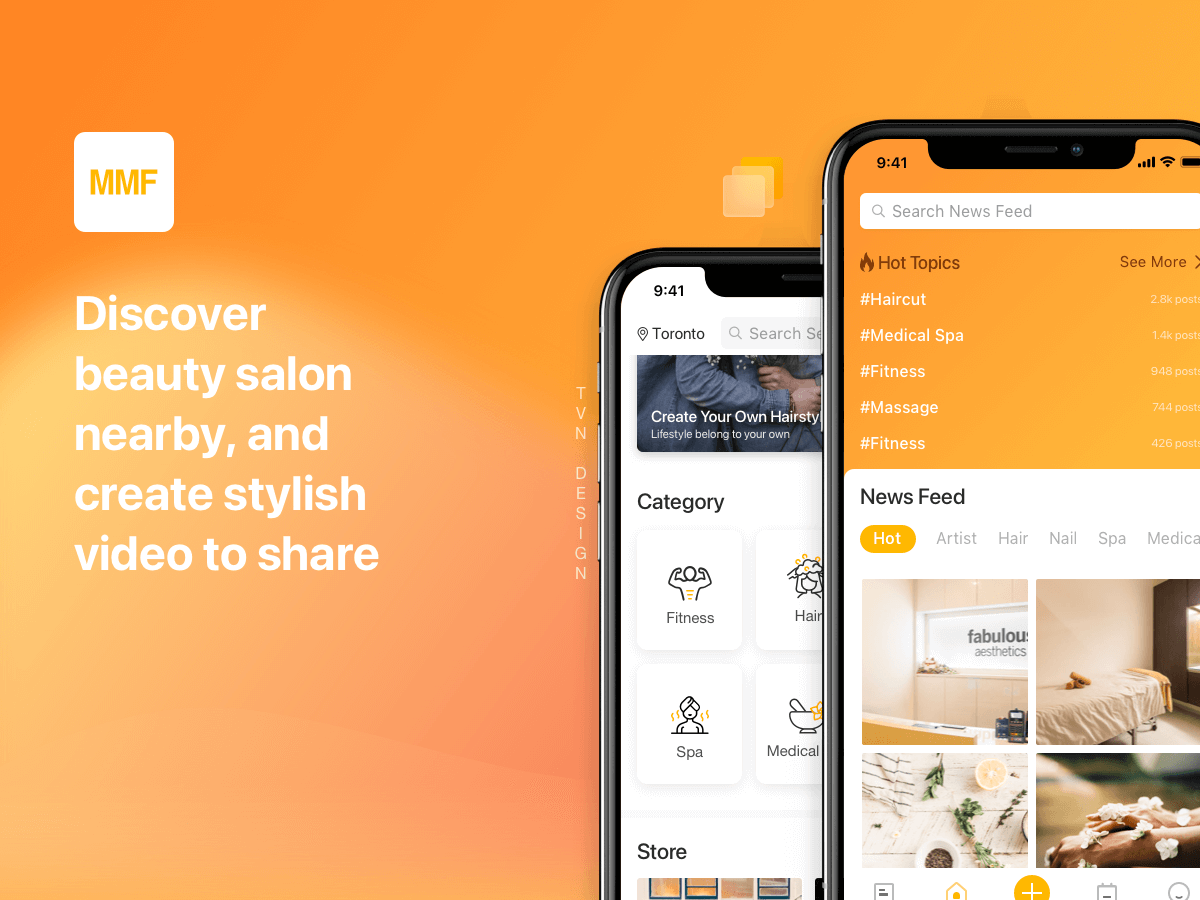 MMF
Discover
beauty salon
nearby, and
create stylish
video to share
TVN DESIGN
9:41
Toronto
Search Se
Create Your Own Hairstyl
Lifestyle belong to your own
Category
Fitness
Hair
Spa
Medical
Store
9:41
Search News Feed
Hot Topics
See More
#Haircut
2.8k posts
#Medical Spa
1.4k posts
#Fitness
948 posts
#Massage
744 posts
#Fitness
426 posts
News Feed
Hot Artist Hair Nail Spa Medica
fabulous
aesthetics